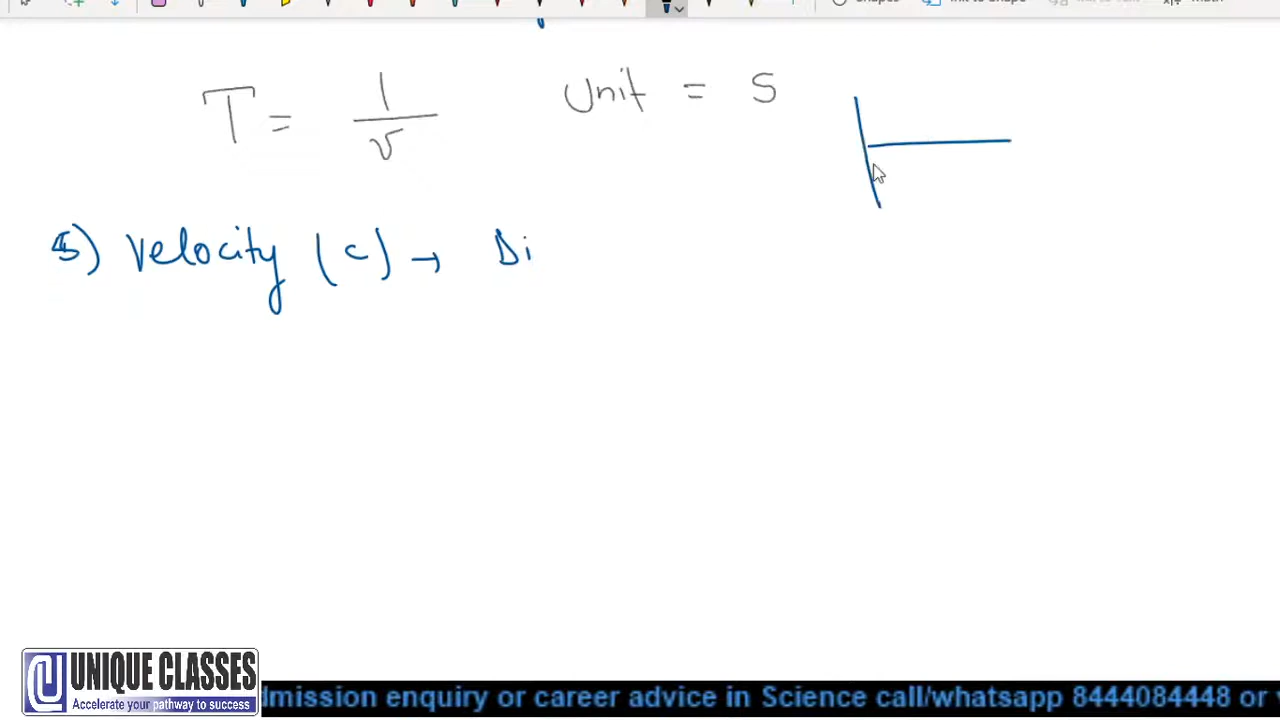 T = 1/ν Unit = S
5) Velocity (c) → Di
UNIQUE CLASSES
Accelerate your pathway to success
dmission enquiry or career advice in Science call/whatsapp 8444084448 or